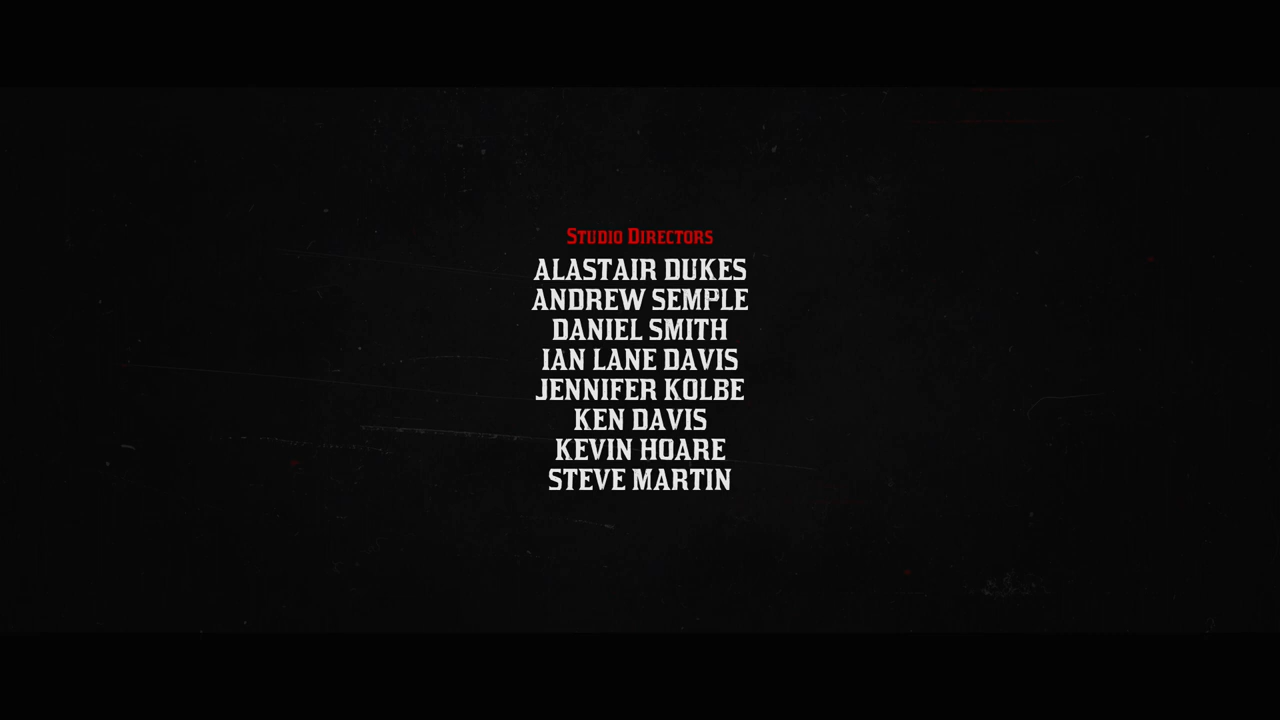 Studio Directors
ALASTAIR DUKES
ANDREW SEMPLE
DANIEL SMITH
IAN LANE DAVIS
JENNIFER KOLBE
KEN DAVIS
KEVIN HOARE
STEVE MARTIN